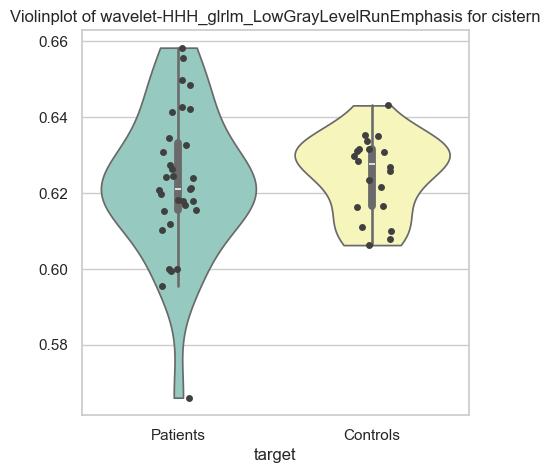 Violinplot of wavelet-HHH_glrlm_LowGrayLevelRunEmphasis for cistern
0.66
0.64
0.62
0.60
0.58
Patients
Controls
target